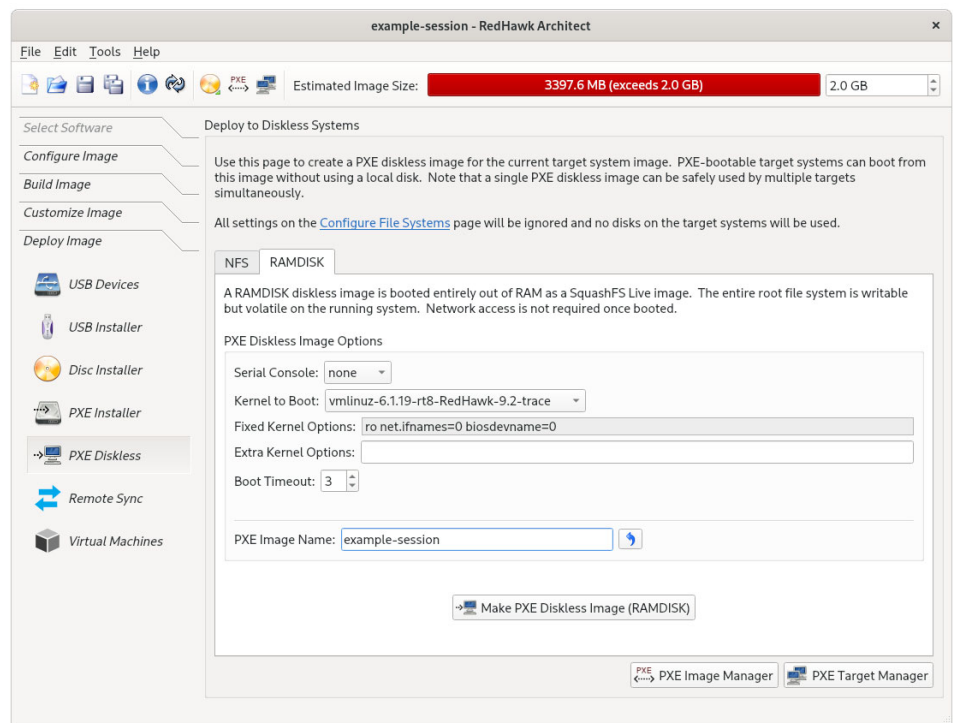 example-session - RedHawk Architect
×
File Edit Tools Help
PXE
Estimated Image Size:
3397.6 MB (exceeds 2.0 GB)
2.0 GB
Select Software
Configure Image
Build Image
Customize Image
Deploy Image
USB Devices
USB Installer
Disc Installer
PXE Installer
PXE Diskless
Remote Sync
Virtual Machines
Deploy to Diskless Systems
Use this page to create a PXE diskless image for the current target system image. PXE-bootable target systems can boot from
this image without using a local disk. Note that a single PXE diskless image can be safely used by multiple targets
simultaneously.
All settings on the Configure File Systems page will be ignored and no disks on the target systems will be used.
NFS RAMDISK
A RAMDISK diskless image is booted entirely out of RAM as a SquashFS Live image. The entire root file system is writable
but volatile on the running system. Network access is not required once booted.
PXE Diskless Image Options
Serial Console: none
Kernel to Boot: vmlinuz-6.1.19-rt8-RedHawk-9.2-trace
Fixed Kernel Options: ro net.ifnames=0 biosdevname=0
Extra Kernel Options:
Boot Timeout: 3
PXE Image Name: example-session
Make PXE Diskless Image (RAMDISK)
PXE PXE Image Manager
PXE Target Manager